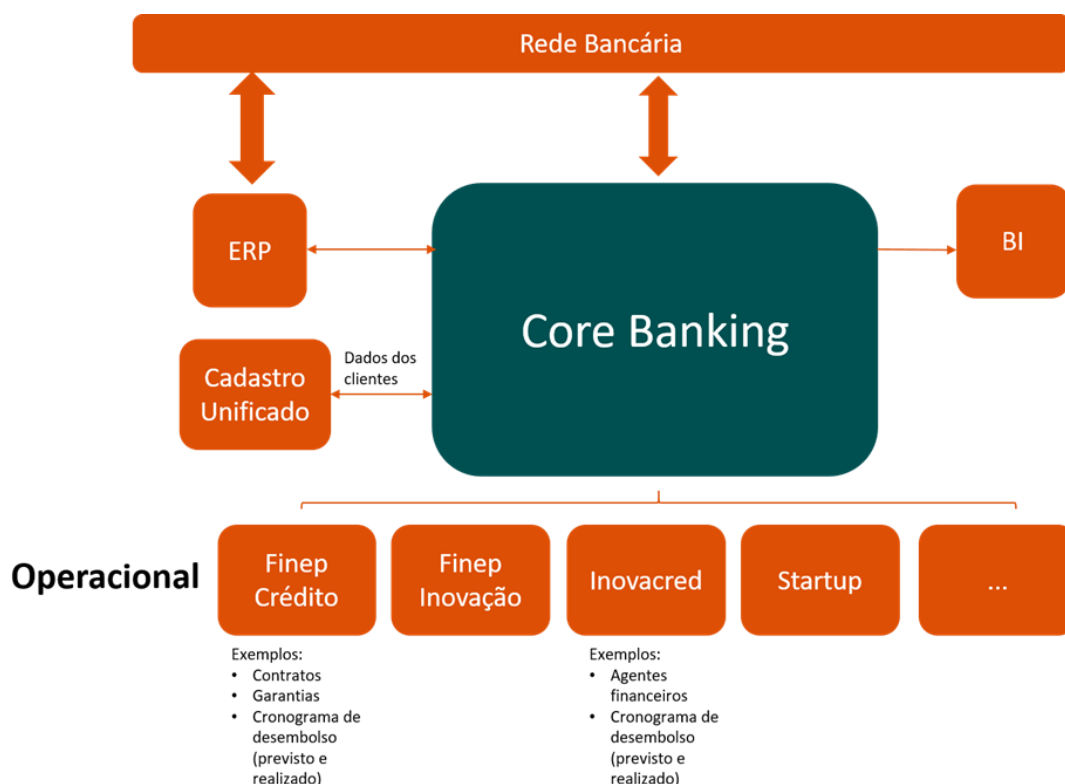 Rede Bancária
ERP
Core Banking
BI
Dados dos
clientes
Cadastro
Unificado
Operacional
Finep
Crédito
Finep
Inovação
Inovacred
Startup
...
Exemplos:
• Contratos
• Garantias
• Cronograma de
desembolso
(previsto e
realizado)
Exemplos:
• Agentes
financeiros
• Cronograma de
desembolso
(previsto e
realizado)